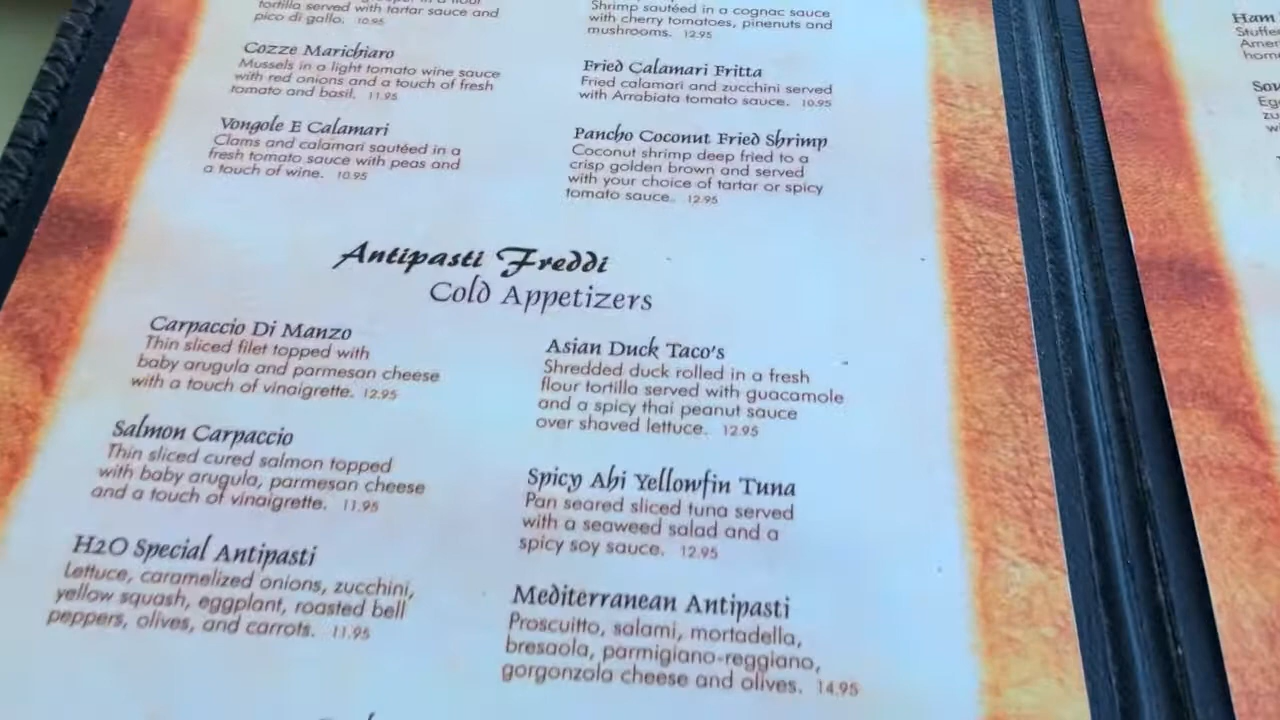 tortilla served with tartar sauce and
pico di gallo. 10.95
Cozze Marichiaro
Mussels in a light tomato wine sauce
with red onions and a touch of fresh
tomato and basil. 11.95
Vongole E Calamari
Clams and calamari sautéed in a
fresh tomato sauce with peas and
a touch of wine. 10.95
Shrimp sautéed in a cognac sauce
with cherry tomatoes, pinenuts and
mushrooms. 12.95
Fried Calamari Fritta
Fried calamari and zucchini served
with Arrabiata tomato sauce. 10.95
Pancho Coconut Fried Shrimp
Coconut shrimp deep fried to a
crisp golden brown and served
with your choice of tartar or spicy
tomato sauce. 12.95
Antipasti Freddi
Cold Appetizers
Carpaccio Di Manzo
Thin sliced filet topped with
baby arugula and parmesan cheese
with a touch of vinaigrette. 12.95
Salmon Carpaccio
Thin sliced cured salmon topped
with baby arugula, parmesan cheese
and a touch of vinaigrette. 11.95
H2O Special Antipasti
Lettuce, caramelized onions, zucchini,
yellow squash, eggplant, roasted bell
peppers, olives, and carrots. 11.95
Asian Duck Taco's
Shredded duck rolled in a fresh
flour tortilla served with guacamole
and a spicy thai peanut sauce
over shaved lettuce. 12.95
Spicy Ahi Yellowfin Tuna
Pan seared sliced tuna served
with a seaweed salad and a
spicy soy sauce. 12.95
Mediterranean Antipasti
Proscuitto, salami, mortadella,
bresaola, parmigiano-reggiano,
gorgonzola cheese and olives. 14.95
Ham